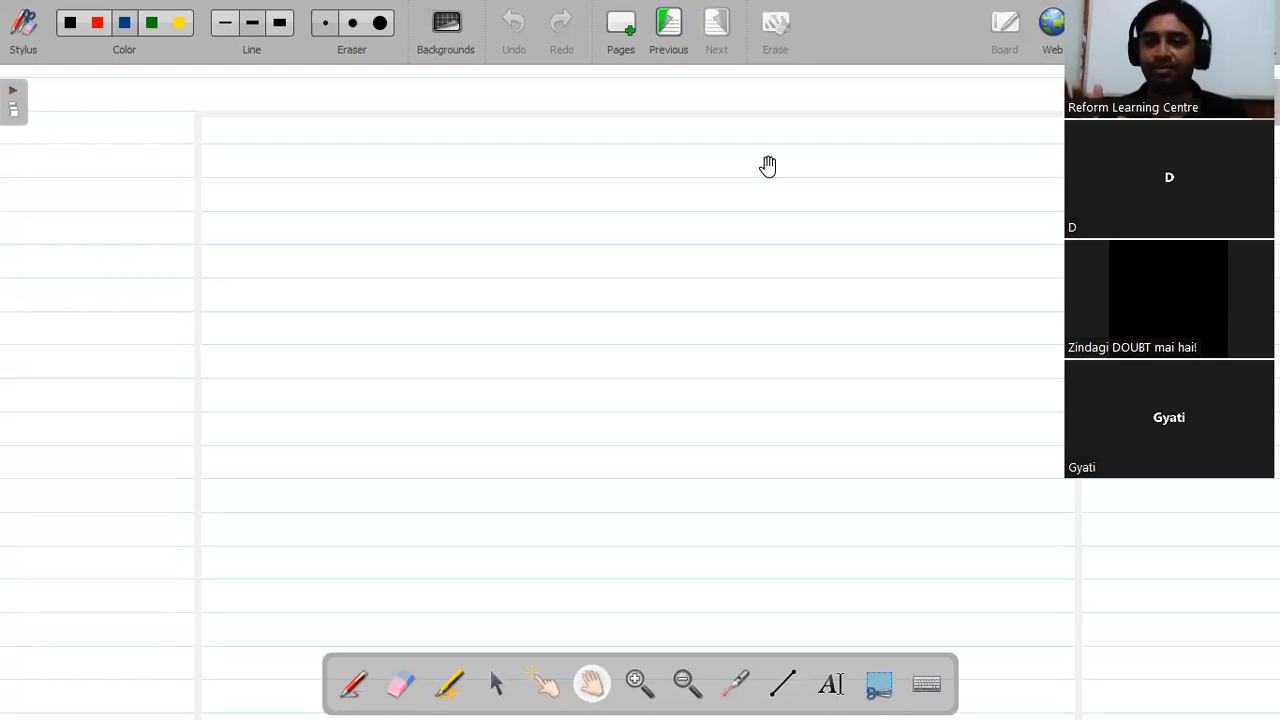 Stylus
Color
Line
Eraser
Backgrounds
Undo
Redo
Pages
Previous
Next
Erase
Board
Web
Reform Learning Centre
D
D
Zindagi DOUBT mai hai!
Gyati
Gyati
AI